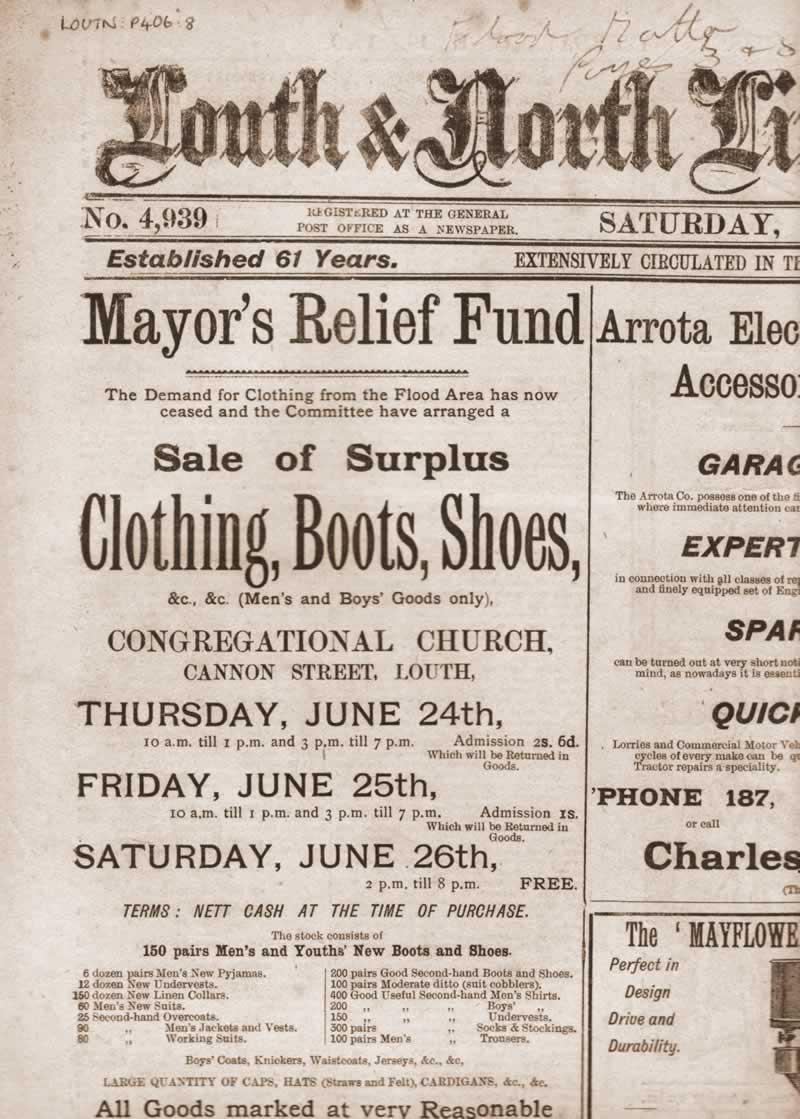 LOUTN: P406:8
Flood Matter
Pages 3 & 8
Louth & North Li
No. 4,939
REGISTERED AT THE GENERAL
POST OFFICE AS A NEWSPAPER.
SATURDAY,
Established 61 Years.
EXTENSIVELY CIRCULATED IN TH
Mayor's Relief Fund
The Demand for Clothing from the Flood Area has now
ceased and the Committee have arranged a
Sale of Surplus
Clothing, Boots, Shoes,
&c., &c. (Men's and Boys' Goods only),
CONGREGATIONAL CHURCH,
CANNON STREET, LOUTH,
THURSDAY, JUNE 24th,
10 a.m. till 1 p.m. and 3 p.m. till 7 p.m. Admission 2s. 6d.
Which will be Returned in
Goods.
FRIDAY, JUNE 25th,
10 a.m. till 1 p.m. and 3 p.m. till 7 p.m. Admission 1s.
Which will be Returned in
Goods.
SATURDAY, JUNE 26th,
2 p.m. till 8 p.m. FREE.
TERMS: NETT CASH AT THE TIME OF PURCHASE.
The stock consists of
150 pairs Men's and Youths' New Boots and Shoes.
6 dozen pairs Men's New Pyjamas.
12 dozen New Undervests.
150 dozen New Linen Collars.
60 Men's New Suits.
25 Second-hand Overcoats.
90 ,, Men's Jackets and Vests.
80 ,, Working Suits.
200 pairs Good Second-hand Boots and Shoes.
100 pairs Moderate ditto (suit cobblers).
400 Good Useful Second-hand Men's Shirts.
200 ,, ,, ,, Boys' ,,
150 ,, ,, ,, Undervests.
300 pairs ,, Socks & Stockings.
100 pairs Men's ,, Trousers.
Boys' Coats, Knickers, Waistcoats, Jerseys, &c., &c,
LARGE QUANTITY OF CAPS, HATS (Straws and Felt), CARDIGANS, &c., &c.
All Goods marked at very Reasonable
Arrota Elec
Accesso
GARAG
The Arrota Co. possess one of the fi
where immediate attention can
EXPERT
in connection with all classes of rep
and finely equipped set of Engi
SPAR
can be turned out at very short noti
mind, as nowadays it is essenti
QUICK
Lorries and Commercial Motor Veh
cycles of every make can be qu
Tractor repairs a speciality.
'PHONE 187,
or call
Charles
(Th
The ' MAYFLOWE
Perfect in
Design
Drive and
Durability.